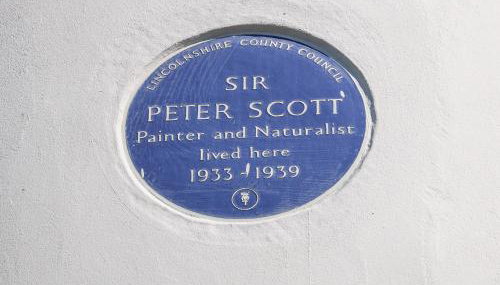 LINCOLNSHIRE COUNTY COUNCIL
SIR
PETER SCOTT
Painter and Naturalist
lived here
1933 - 1939